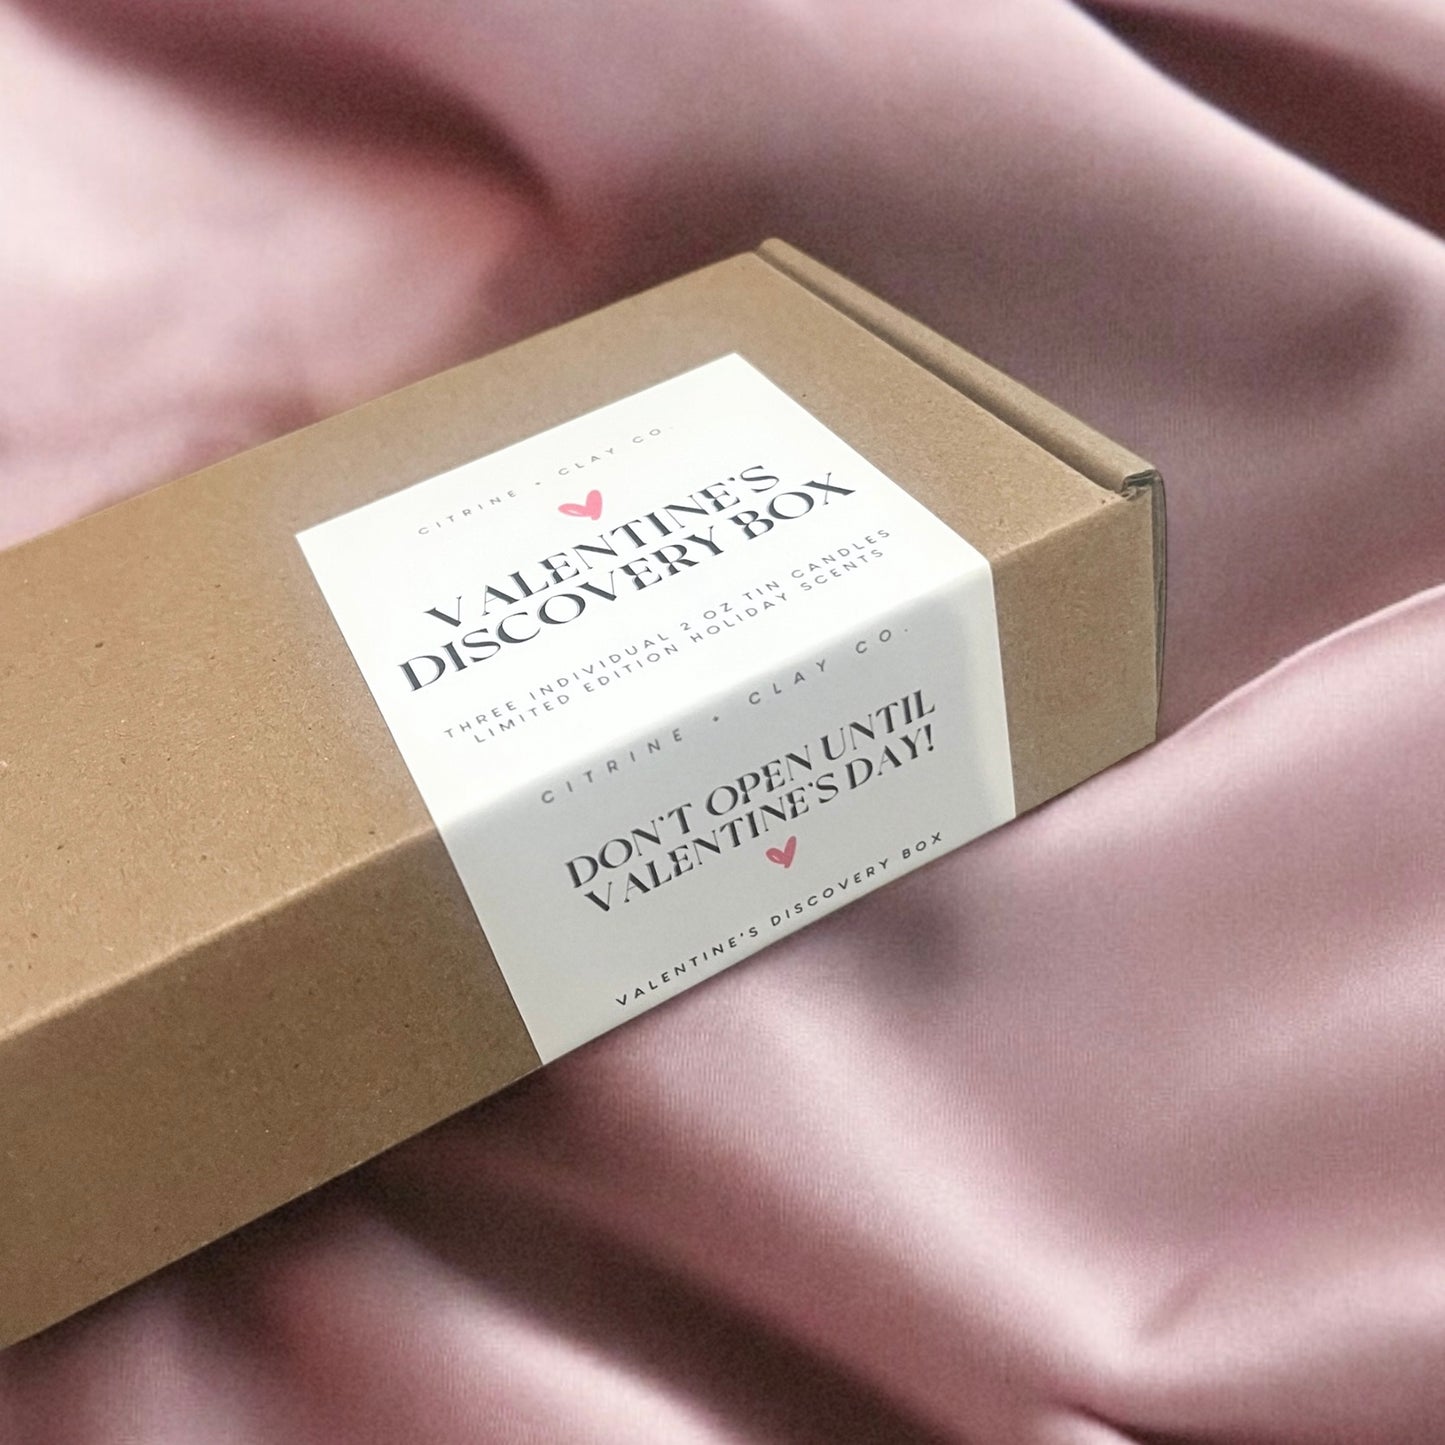 CITRINE + CLAY CO.
VALENTINE'S
DISCOVERY BOX
THREE INDIVIDUAL 2 OZ TIN CANDLES
LIMITED EDITION HOLIDAY SCENTS
CITRINE + CLAY CO.
DON'T OPEN UNTIL
VALENTINE'S DAY!
VALENTINE'S DISCOVERY BOX